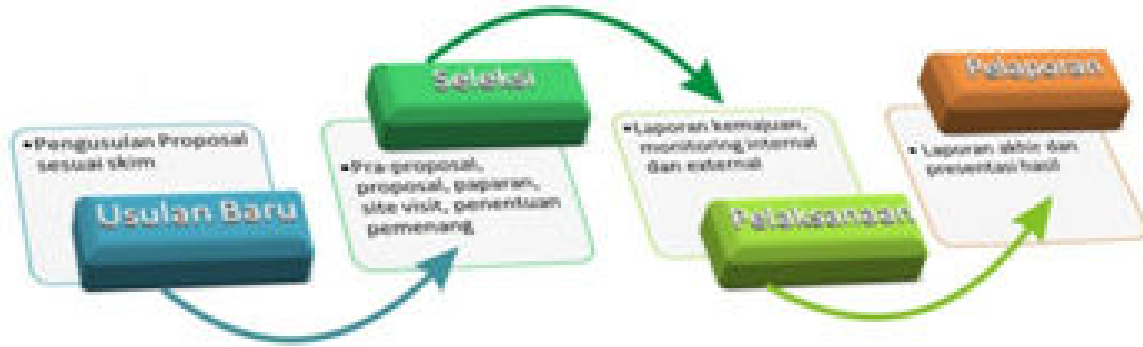 •Pengusulan Proposal
sesuai skim
Usulan Baru
Seleksi
•Pra-proposal,
proposal, paparan,
site visit, penentuan
pemenang
•Laporan kemajuan,
monitoring internal
dan external
Pelaksanaan
Pelaporan
• Laporan akhir dan
presentasi hasil